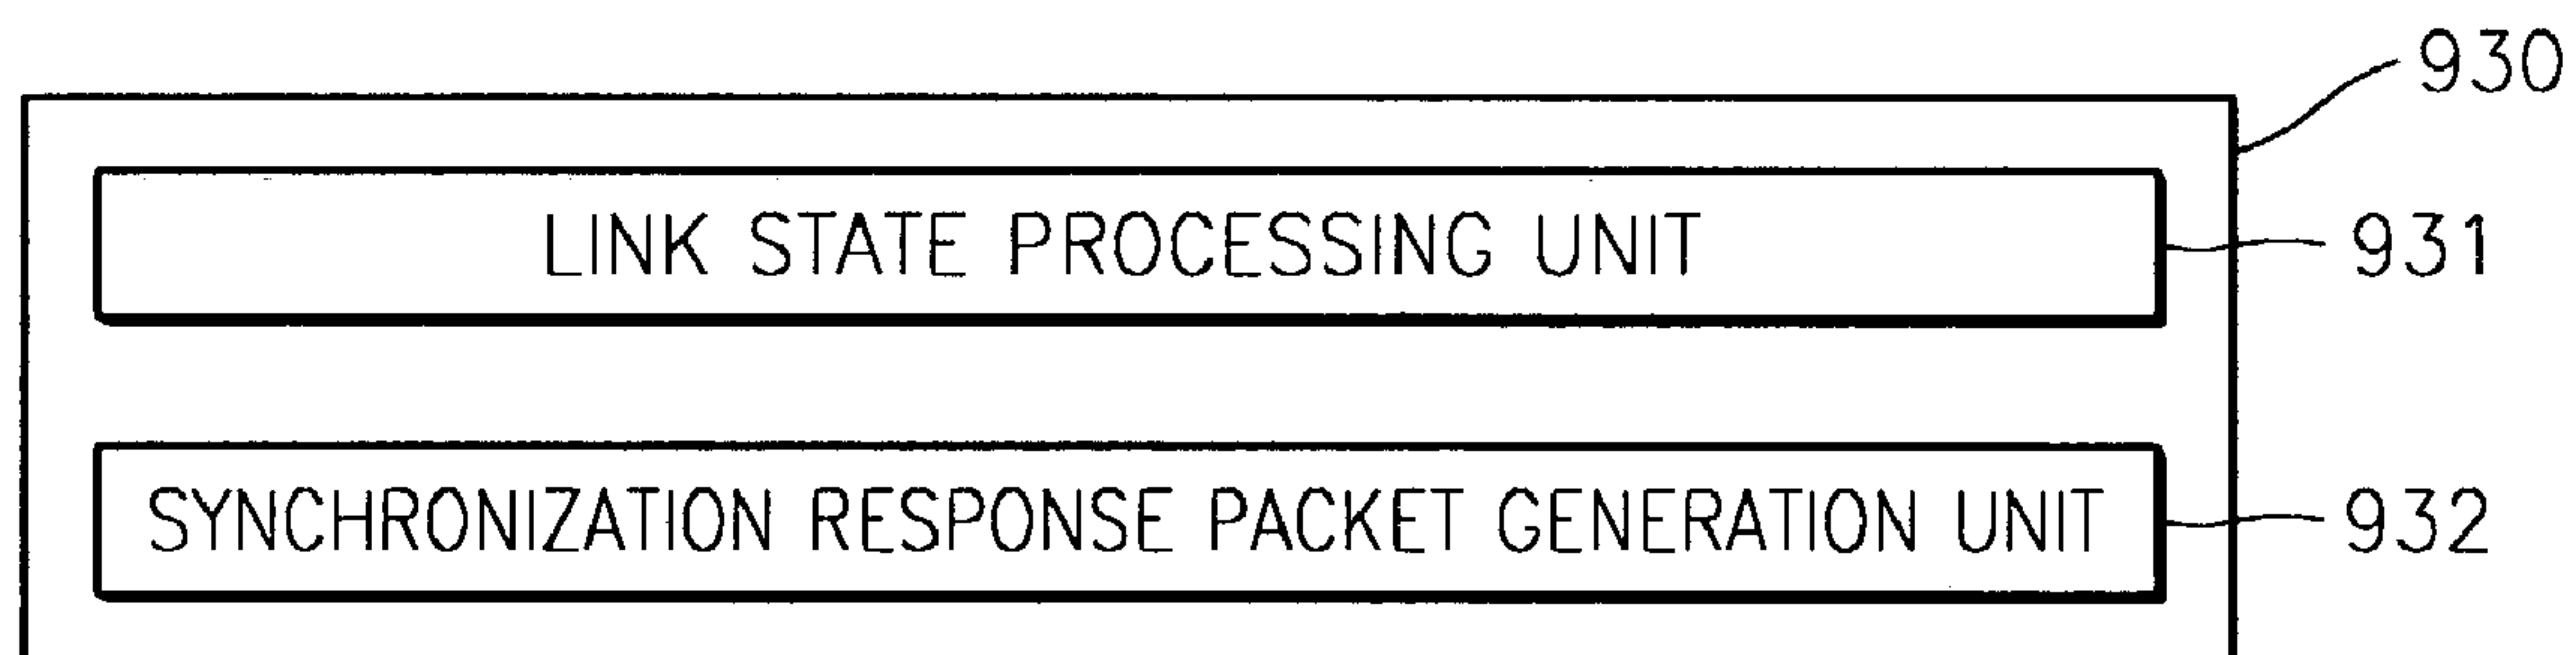 930
LINK STATE PROCESSING UNIT
931
SYNCHRONIZATION RESPONSE PACKET GENERATION UNIT
932